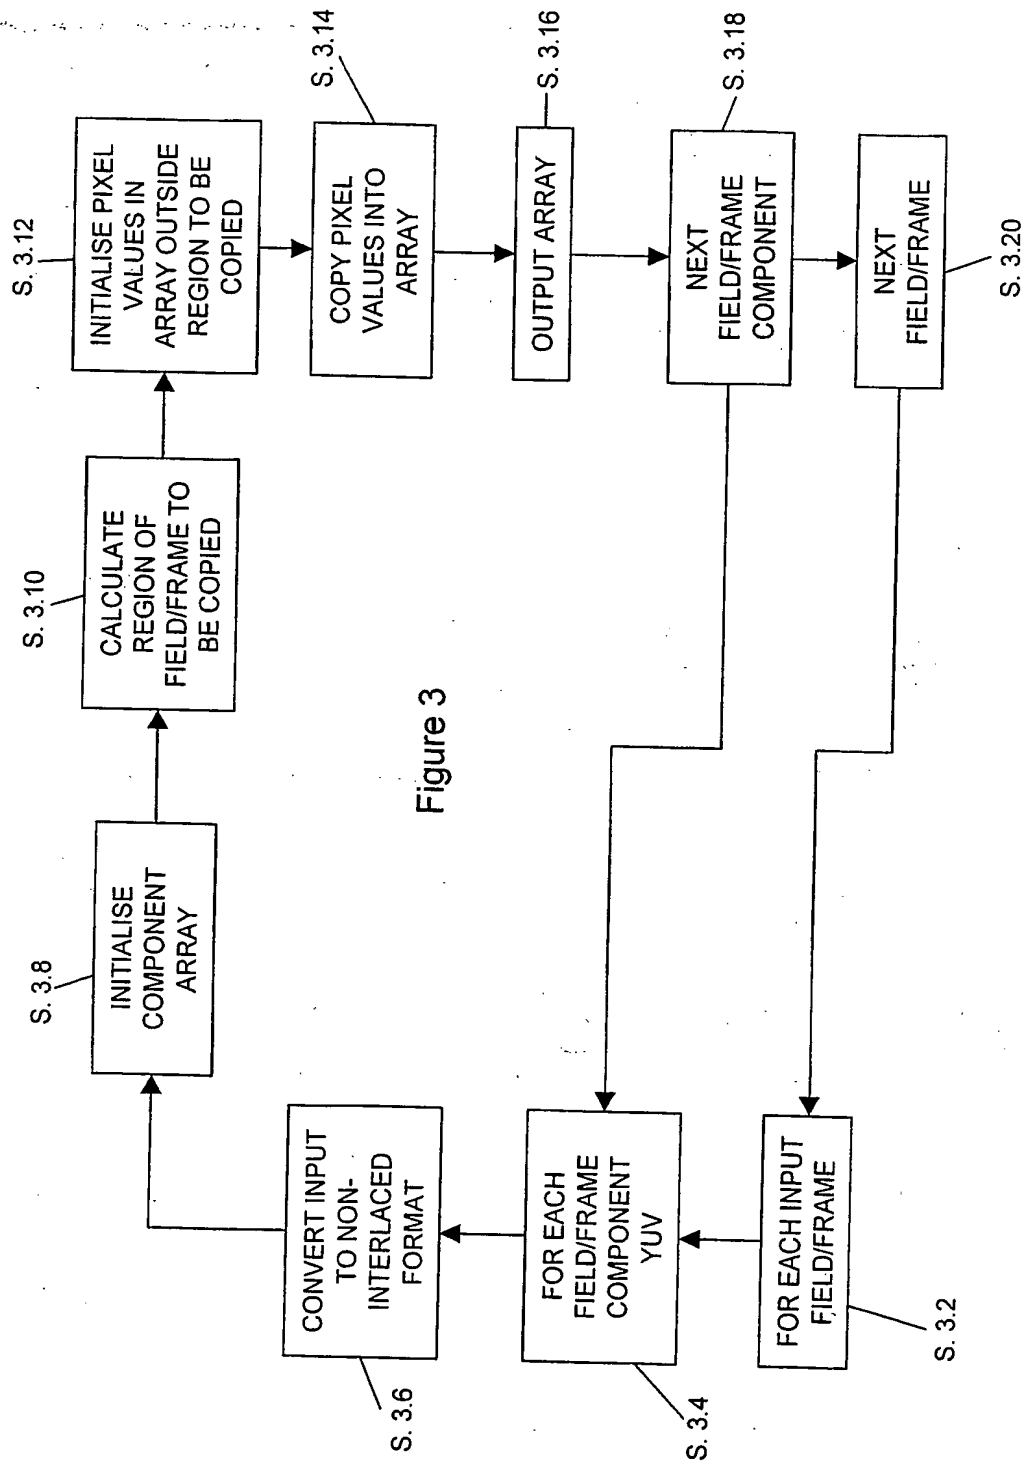 S. 3.2
FOR EACH INPUT
FIELD/FRAME
S. 3.4
FOR EACH
FIELD/FRAME
COMPONENT
YUV
S. 3.6
CONVERT INPUT
TO NON-
INTERLACED
FORMAT
S. 3.8
INITIALISE
COMPONENT
ARRAY
S. 3.10
CALCULATE
REGION OF
FIELD/FRAME TO
BE COPIED
S. 3.12
INITIALISE PIXEL
VALUES IN
ARRAY OUTSIDE
REGION TO BE
COPIED
S. 3.14
COPY PIXEL
VALUES INTO
ARRAY
S. 3.16
OUTPUT ARRAY
S. 3.18
NEXT
FIELD/FRAME
COMPONENT
S. 3.20
NEXT
FIELD/FRAME
Figure 3